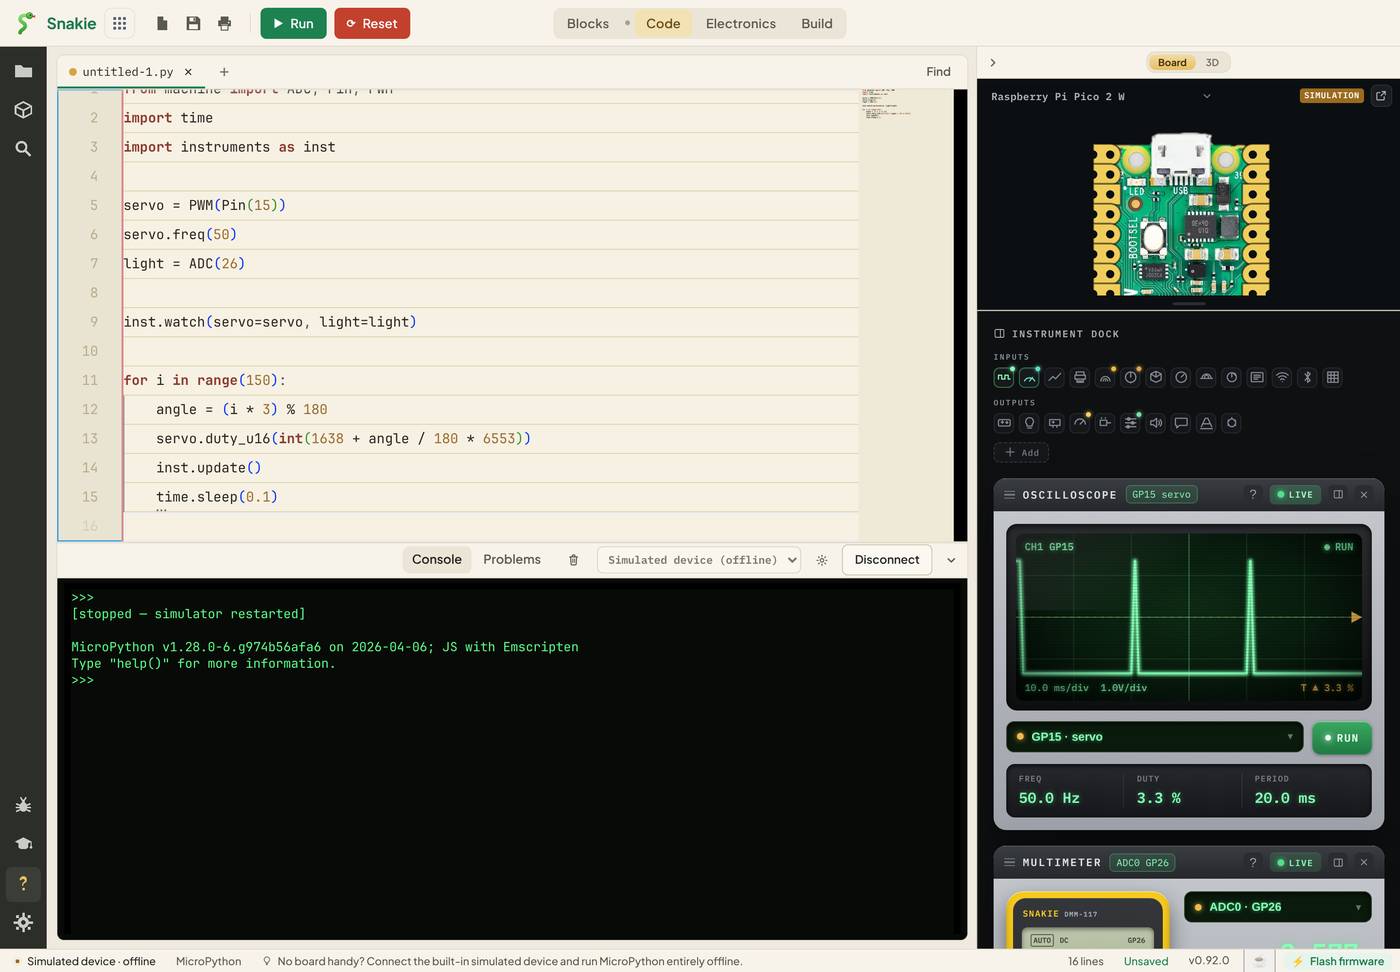 Snakie
Run
Reset
Blocks
Code
Electronics
Build
untitled-1.py
Find
Board
3D
Raspberry Pi Pico 2 W
SIMULATION
1 from machine import ADC, Pin, PWM
2 import time
3 import instruments as inst
4
5 servo = PWM(Pin(15))
6 servo.freq(50)
7 light = ADC(26)
8
9 inst.watch(servo=servo, light=light)
10
11 for i in range(150):
12 angle = (i * 3) % 180
13 servo.duty_u16(int(1638 + angle / 180 * 6553))
14 inst.update()
15 time.sleep(0.1)
16
LED
USB
BOOTSEL
INSTRUMENT DOCK
INPUTS
OUTPUTS
+ Add
OSCILLOSCOPE
GP15 servo
?
LIVE
CH1 GP15
RUN
10.0 ms/div 1.0V/div
T ▲ 3.3 %
GP15 · servo
RUN
FREQ
50.0 Hz
DUTY
3.3 %
PERIOD
20.0 ms
MULTIMETER
ADC0 GP26
?
LIVE
SNAKIE DMM-117
AUTO DC GP26
ADC0 · GP26
Console
Problems
Simulated device (offline)
Disconnect
>>>
[stopped — simulator restarted]
MicroPython v1.28.0-6.g974b56afa6 on 2026-04-06; JS with Emscripten
Type "help()" for more information.
>>>
?
Simulated device · offline
MicroPython
No board handy? Connect the built-in simulated device and run MicroPython entirely offline.
16 lines
Unsaved
v0.92.0
Flash firmware